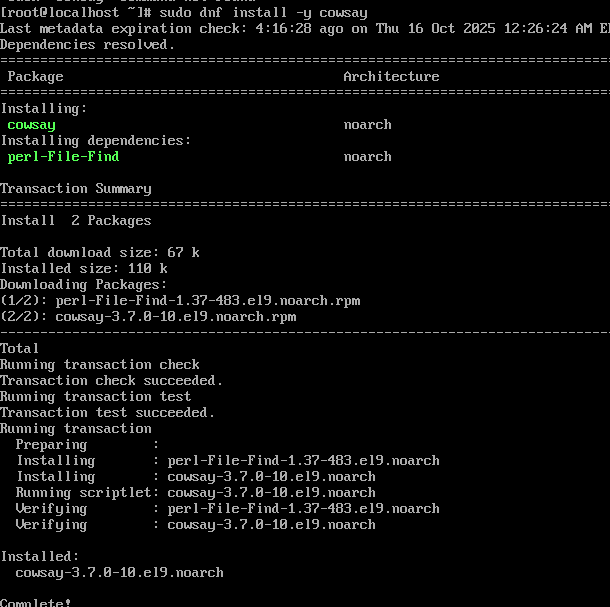 [root@localhost ~]# sudo dnf install -y cowsay
Last metadata expiration check: 4:16:28 ago on Thu 16 Oct 2025 12:26:24 AM
Dependencies resolved.
================================================================================
Package Architecture
================================================================================
Installing:
cowsay noarch
Installing dependencies:
perl-File-Find noarch
Transaction Summary
================================================================================
Install 2 Packages
Total download size: 67 k
Installed size: 110 k
Downloading Packages:
(1/2): perl-File-Find-1.37-483.el9.noarch.rpm
(2/2): cowsay-3.7.0-10.el9.noarch.rpm
--------------------------------------------------------------------------------
Total
Running transaction check
Transaction check succeeded.
Running transaction test
Transaction test succeeded.
Running transaction
Preparing :
Installing : perl-File-Find-1.37-483.el9.noarch
Installing : cowsay-3.7.0-10.el9.noarch
Running scriptlet: cowsay-3.7.0-10.el9.noarch
Verifying : perl-File-Find-1.37-483.el9.noarch
Verifying : cowsay-3.7.0-10.el9.noarch
Installed:
cowsay-3.7.0-10.el9.noarch
Complete!